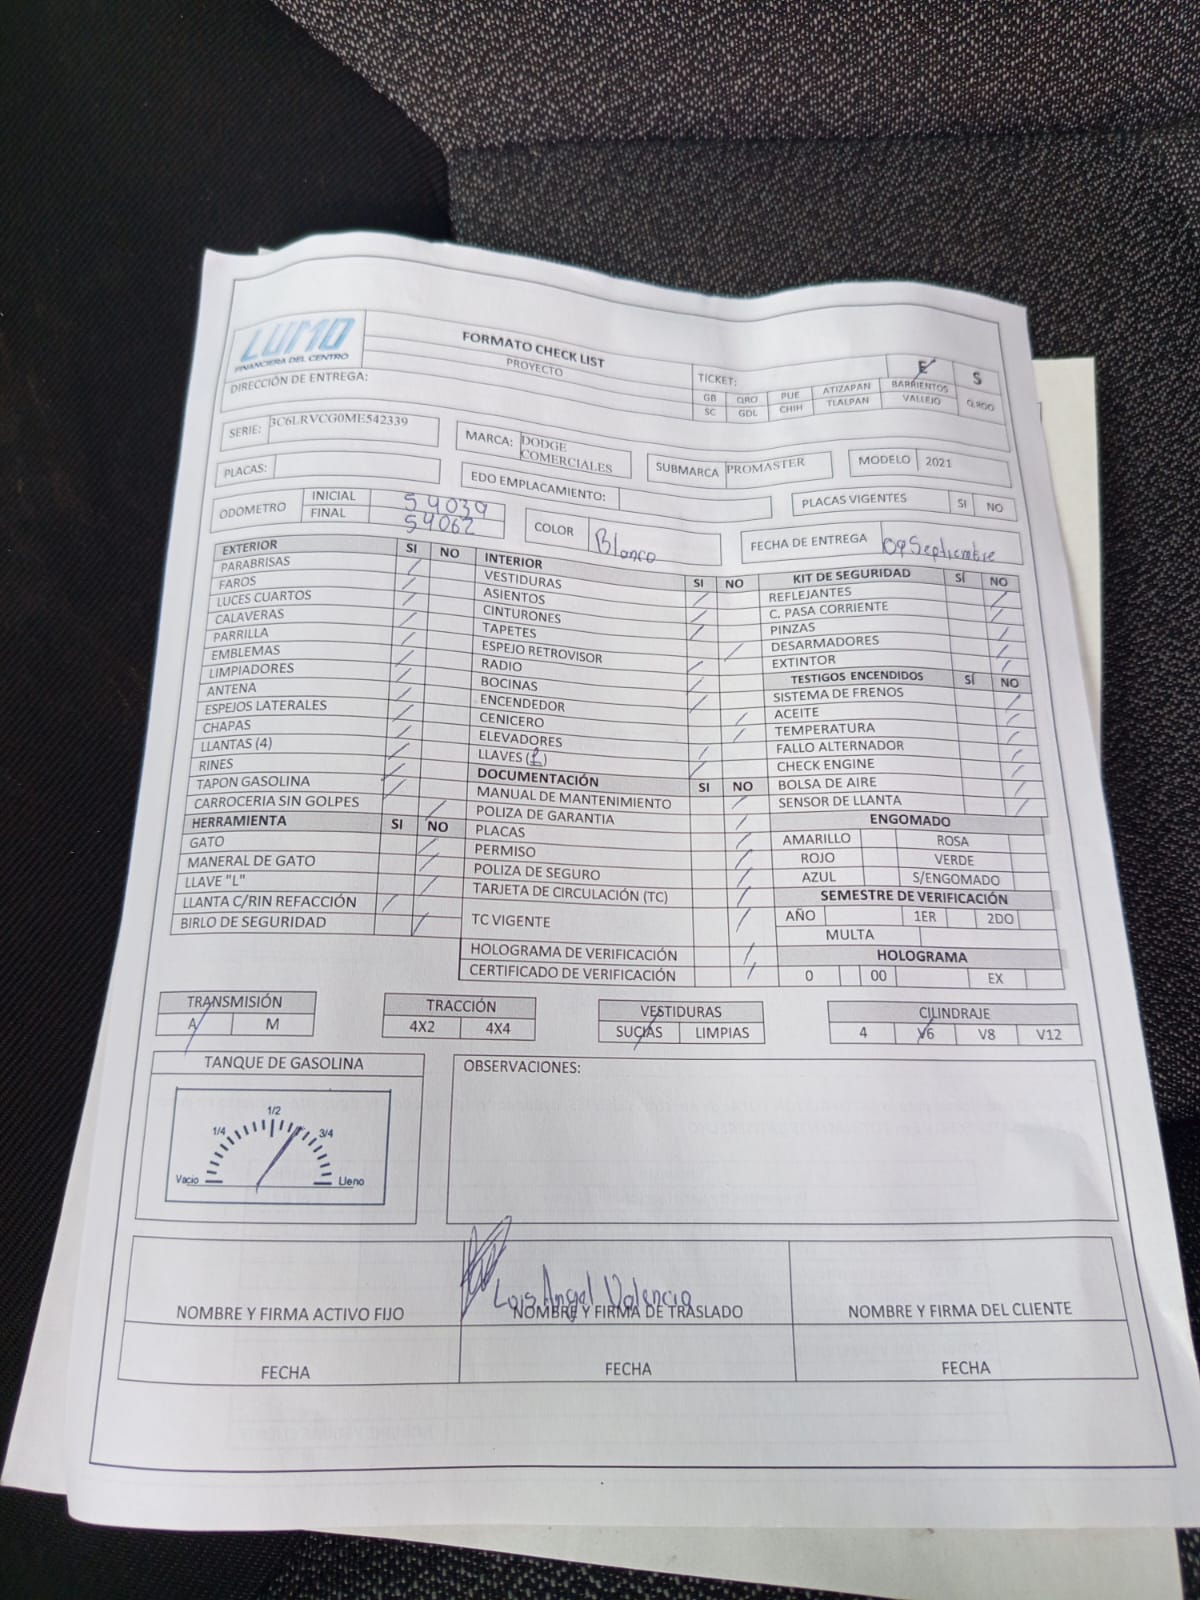 LUMO
FINANCIERA DEL CENTRO
FORMATO CHECK LIST
PROYECTO
TICKET: E S
DIRECCIÓN DE ENTREGA:
GB QRO PUE ATIZAPAN BARRIENTOS
SC GDL CHIH TLALPAN VALLEJO Q.ROO
SERIE: 3C6LRVCG0ME542339
MARCA: DODGE COMERCIALES
SUBMARCA PROMASTER
MODELO 2021
PLACAS:
EDO EMPLACAMIENTO:
PLACAS VIGENTES SI NO
ODOMETRO INICIAL 54039
FINAL 54062
COLOR Blanco
FECHA DE ENTREGA 09 Septiembre
EXTERIOR SI NO
PARABRISAS
FAROS
LUCES CUARTOS
CALAVERAS
PARRILLA
EMBLEMAS
LIMPIADORES
ANTENA
ESPEJOS LATERALES
CHAPAS
LLANTAS (4)
RINES
TAPON GASOLINA
CARROCERIA SIN GOLPES
HERRAMIENTA SI NO
GATO
MANERAL DE GATO
LLAVE "L"
LLANTA C/RIN REFACCIÓN
BIRLO DE SEGURIDAD
INTERIOR SI NO
VESTIDURAS
ASIENTOS
CINTURONES
TAPETES
ESPEJO RETROVISOR
RADIO
BOCINAS
ENCENDEDOR
CENICERO
ELEVADORES
LLAVES (1)
DOCUMENTACIÓN SI NO
MANUAL DE MANTENIMIENTO
POLIZA DE GARANTIA
PLACAS
PERMISO
POLIZA DE SEGURO
TARJETA DE CIRCULACIÓN (TC)
TC VIGENTE
HOLOGRAMA DE VERIFICACIÓN
CERTIFICADO DE VERIFICACIÓN
KIT DE SEGURIDAD SÍ NO
REFLEJANTES
C. PASA CORRIENTE
PINZAS
DESARMADORES
EXTINTOR
TESTIGOS ENCENDIDOS SÍ NO
SISTEMA DE FRENOS
ACEITE
TEMPERATURA
FALLO ALTERNADOR
CHECK ENGINE
BOLSA DE AIRE
SENSOR DE LLANTA
ENGOMADO
AMARILLO ROSA
ROJO VERDE
AZUL S/ENGOMADO
SEMESTRE DE VERIFICACIÓN
AÑO 1ER 2DO
MULTA
HOLOGRAMA
0 00 EX
TRANSMISIÓN
A M
TRACCIÓN
4X2 4X4
VESTIDURAS
SUCIAS LIMPIAS
CILINDRAJE
4 V6 V8 V12
TANQUE DE GASOLINA
1/2
1/4 3/4
Vacio Lleno
OBSERVACIONES:
Luis Angel Valencia
NOMBRE Y FIRMA ACTIVO FIJO
NOMBRE Y FIRMA DE TRASLADO
NOMBRE Y FIRMA DEL CLIENTE
FECHA FECHA FECHA